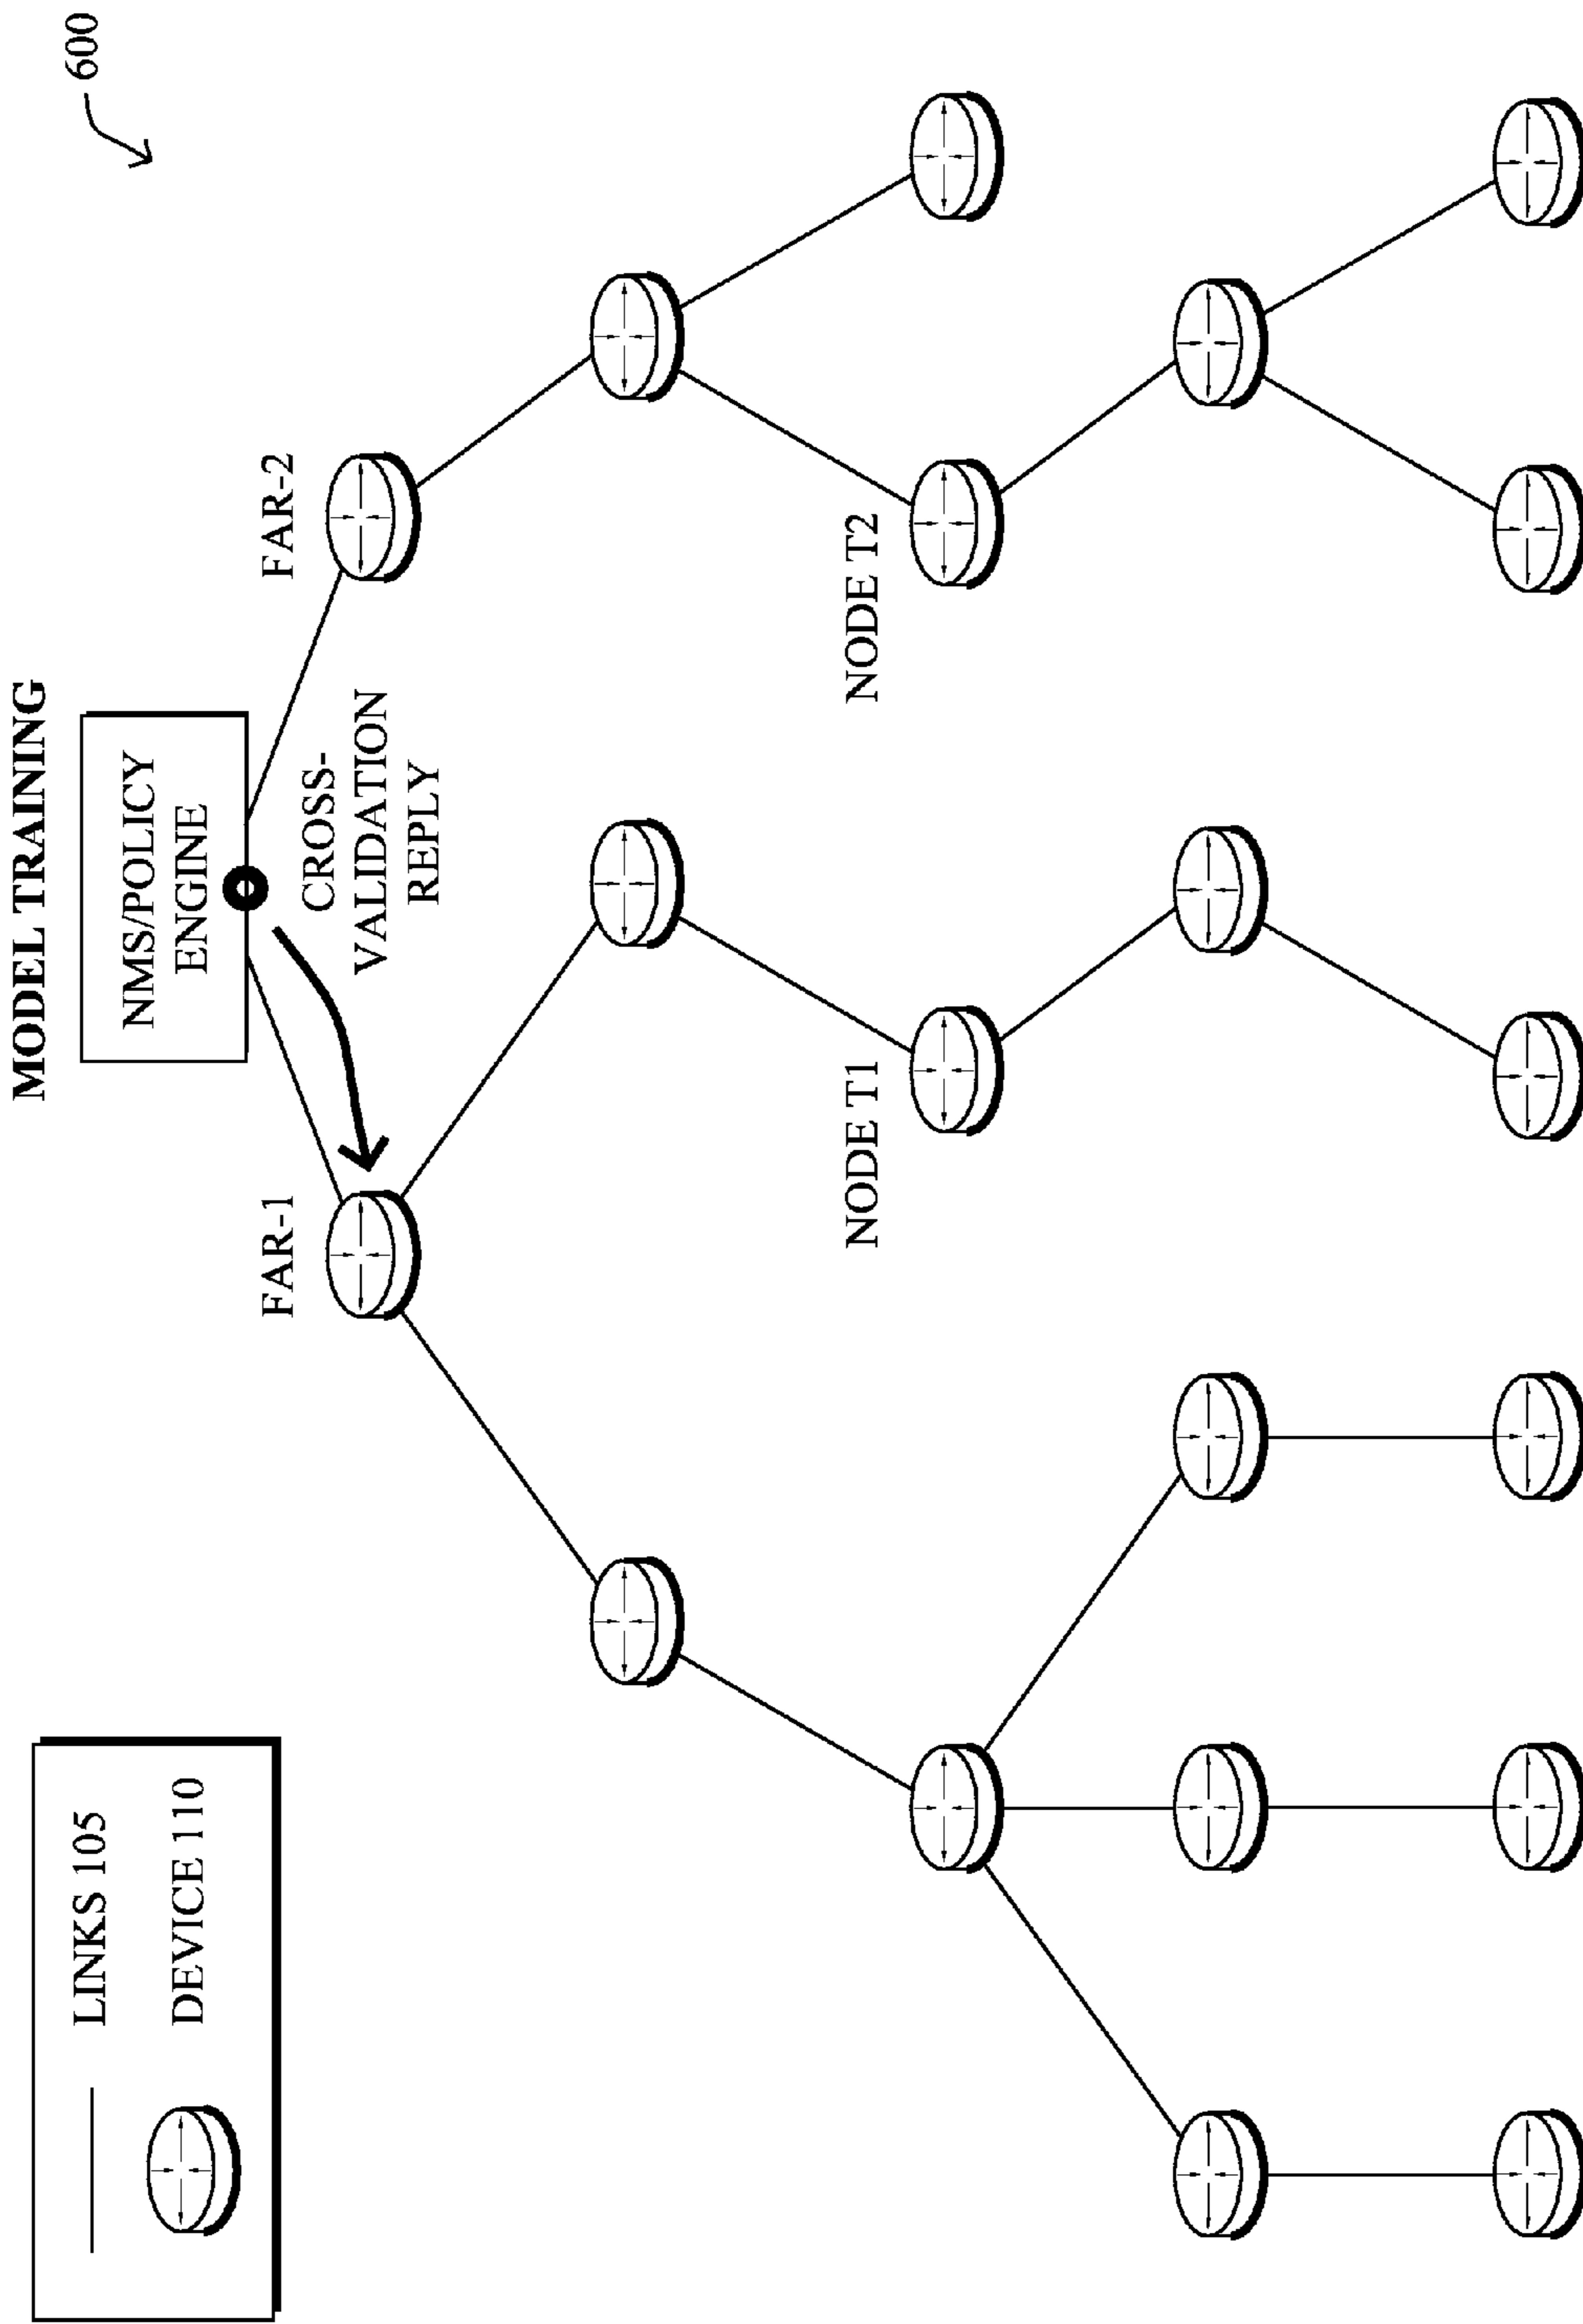 LINKS 105
DEVICE 110
MODEL TRAINING
NMS/POLICY
ENGINE
600
FAR-1
CROSS-
VALIDATION
REPLY
FAR-2
NODE T1
NODE T2